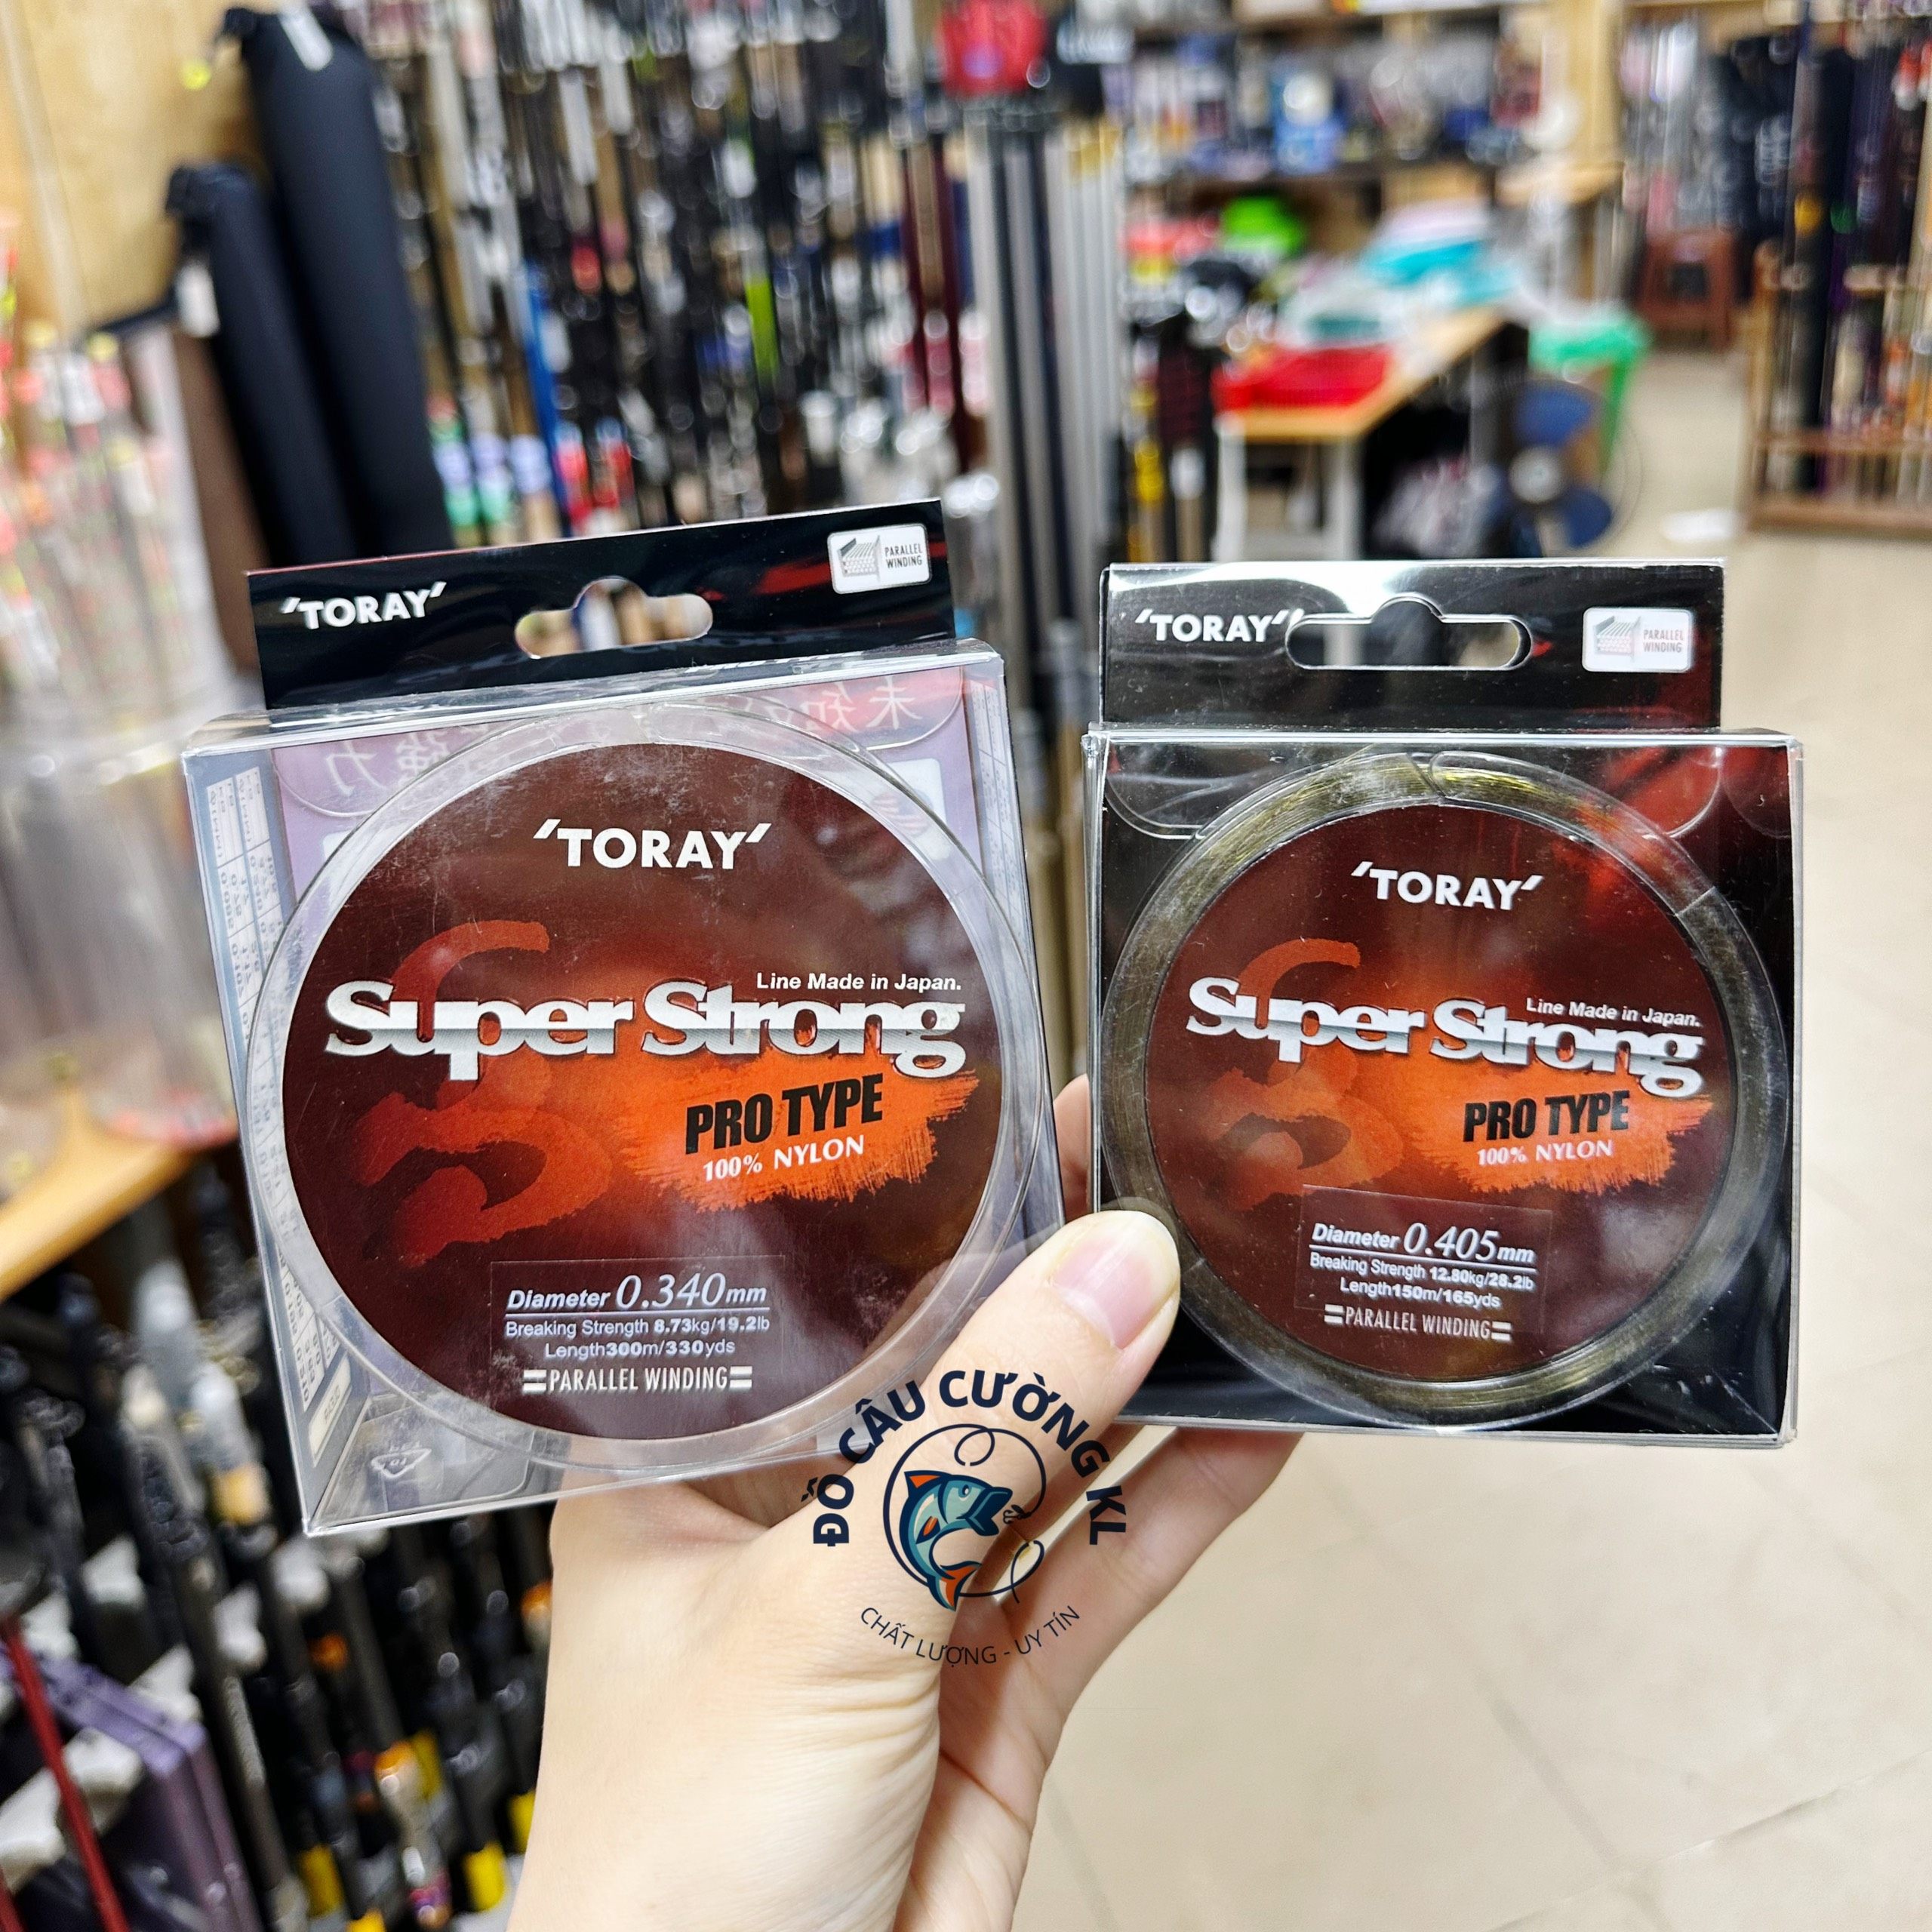 'TORAY'
PARALLEL
WINDING
'TORAY'
Line Made in Japan.
Super Strong
PRO TYPE
100% NYLON
Diameter 0.340mm
Breaking Strength 8.73kg/19.2lb
Length300m/330yds
PARALLEL WINDING
'TORAY'
PARALLEL
WINDING
'TORAY'
Line Made in Japan.
Super Strong
PRO TYPE
100% NYLON
Diameter 0.405mm
Breaking Strength 12.80kg/28.2lb
Length150m/165yds
PARALLEL WINDING
ĐỒ CÂU CƯỜNG KL
CHẤT LƯỢNG - UY TÍN